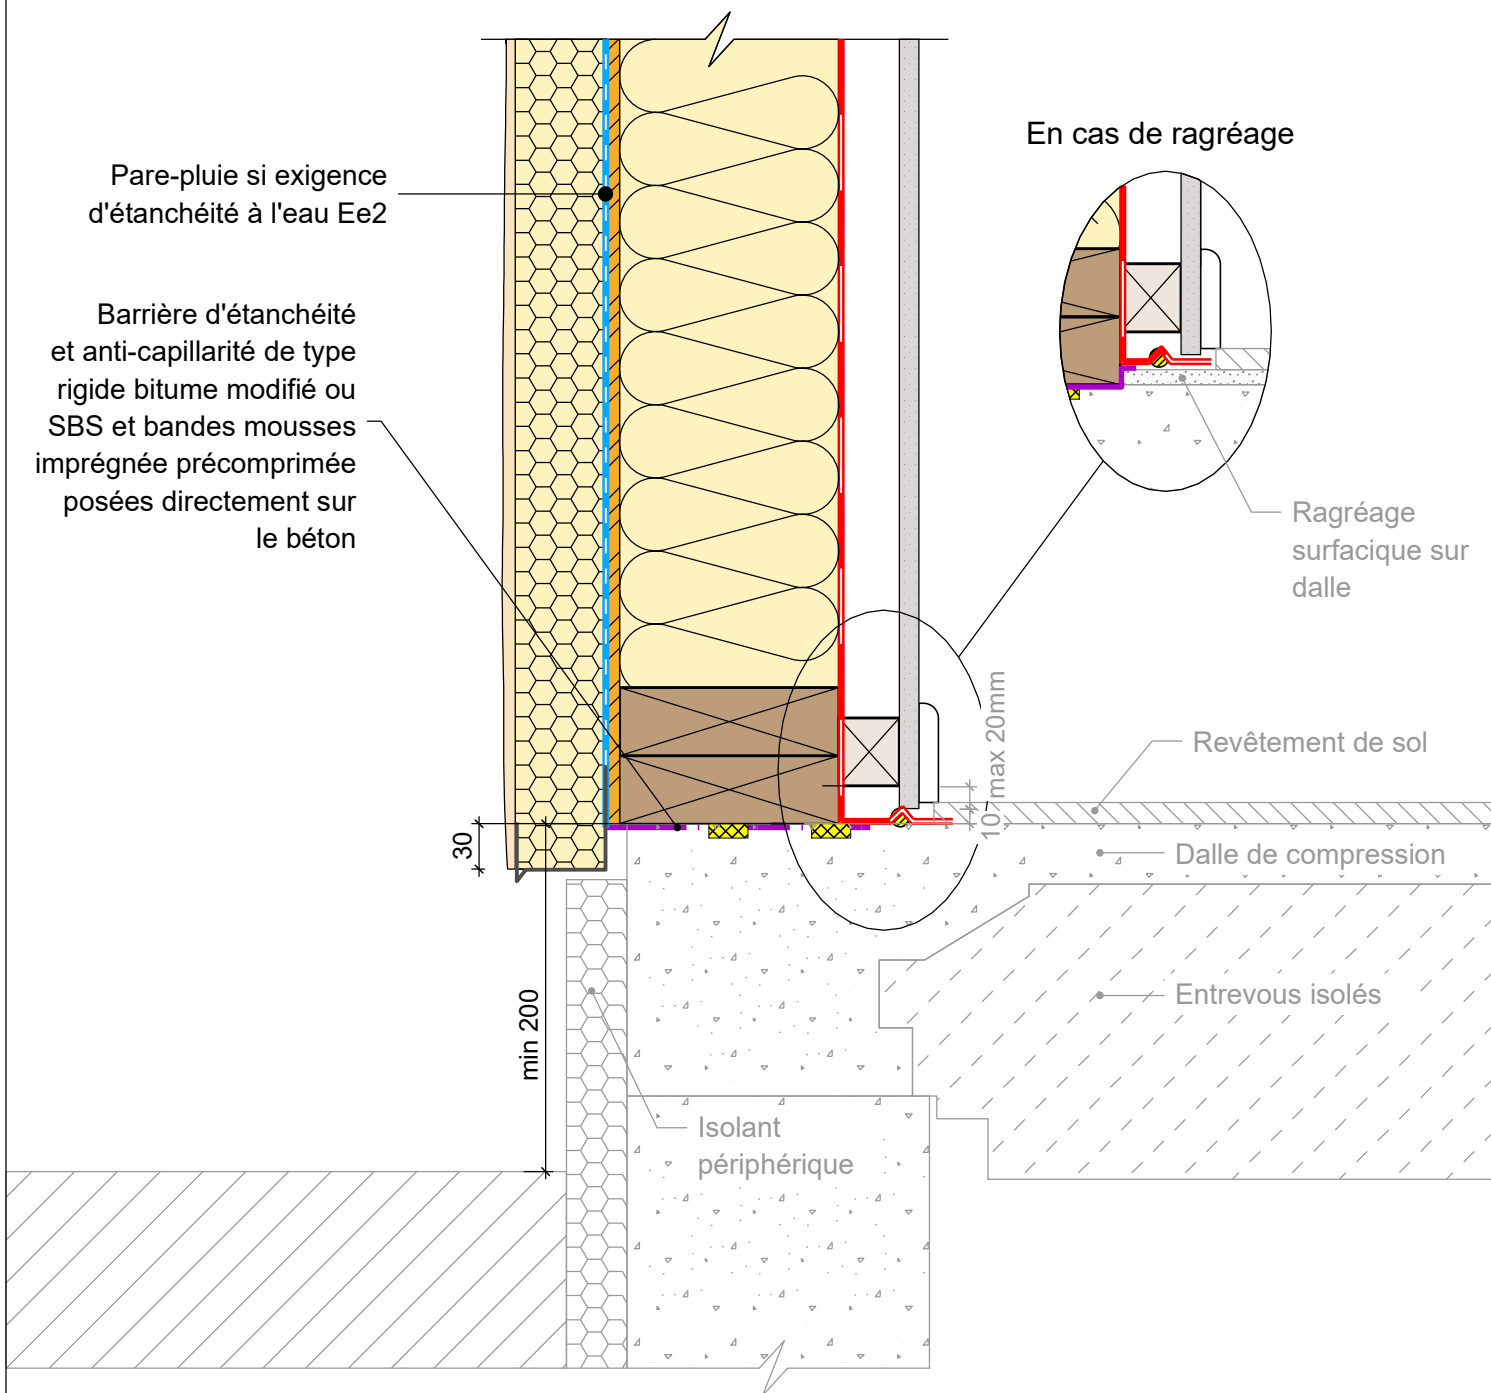 En cas de ragréage
Pare-pluie si exigence
d'étanchéité à l'eau Ee2
Barrière d'étanchéité
et anti-capillarité de type
rigide bitume modifié ou
SBS et bandes mousses
imprégnée précomprimée
posées directement sur
le béton
Ragréage
surfacique sur
dalle
max 20mm
10
Revêtement de sol
30
Dalle de compression
min 200
Entrevous isolés
Isolant
périphérique